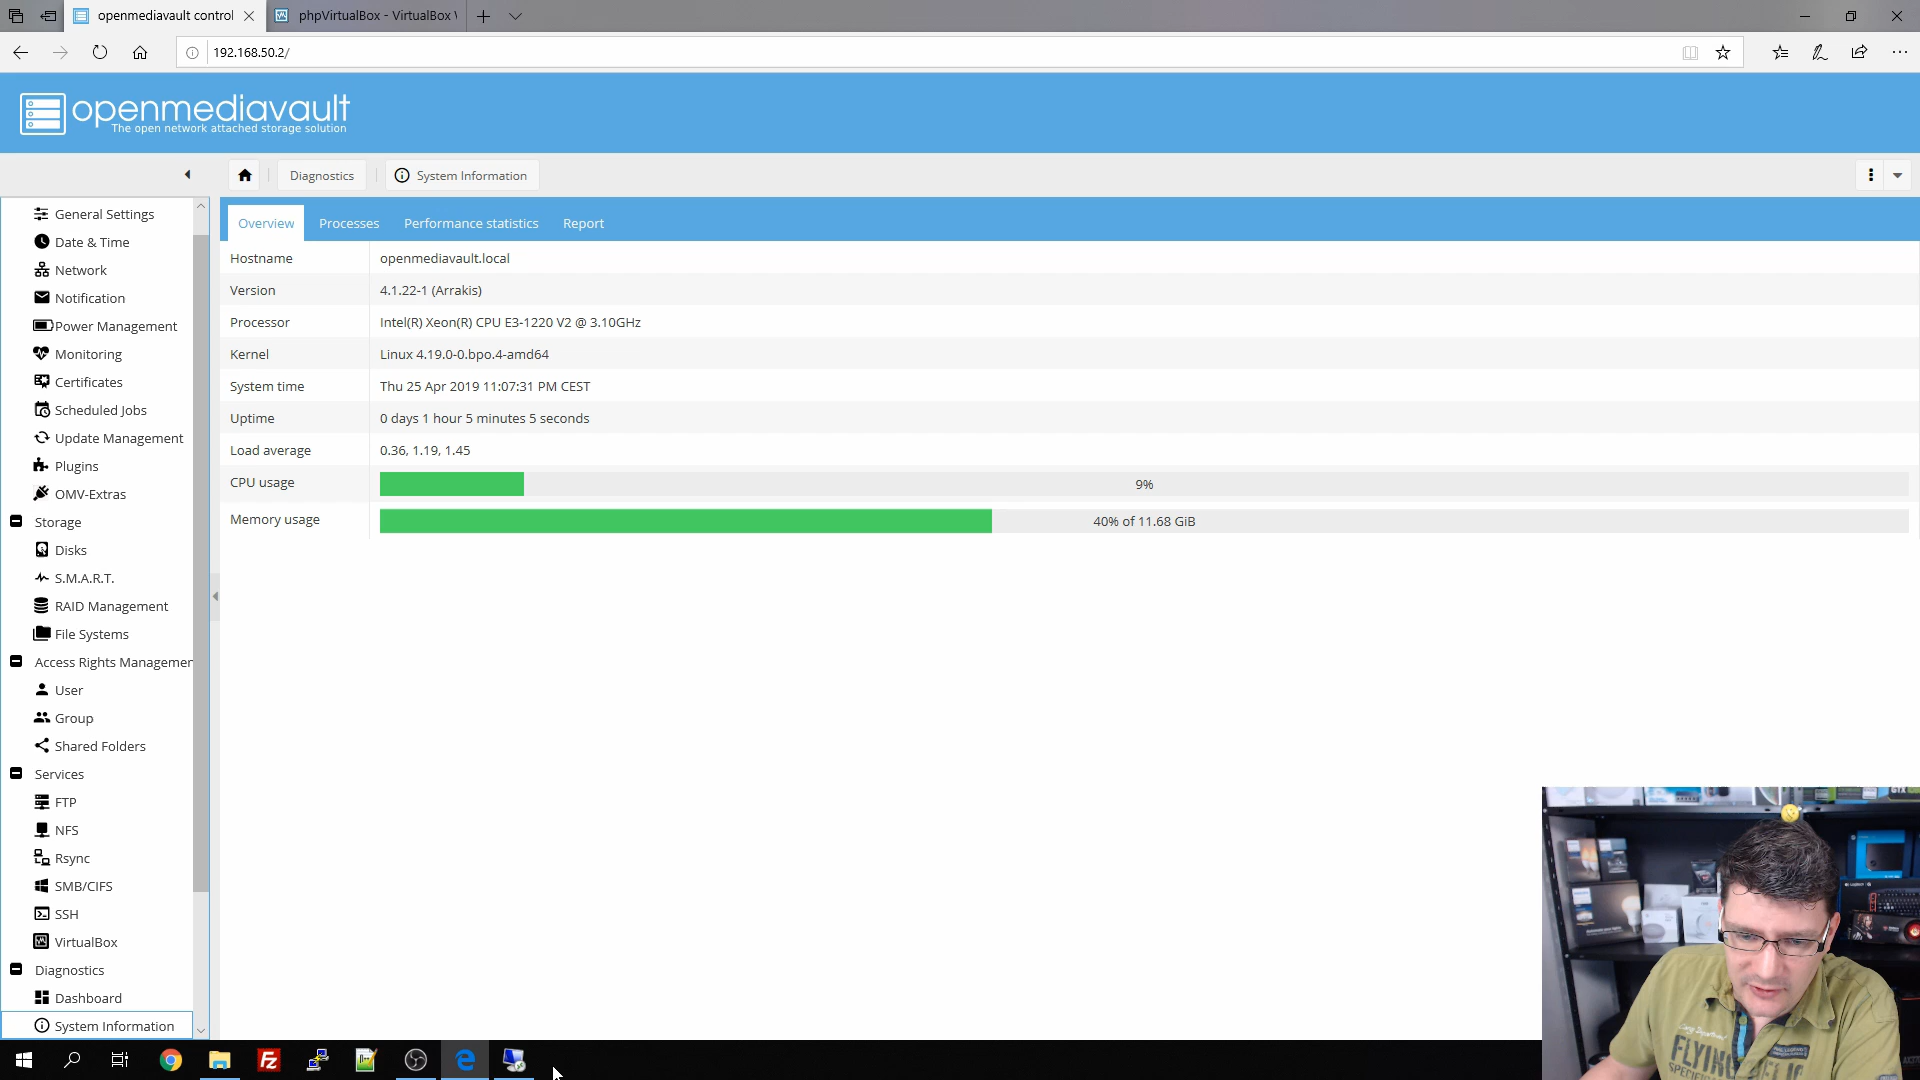 openmediavault control
phpVirtualBox - VirtualBox
192.168.50.2/
openmediavault
The open network attached storage solution
Diagnostics
System Information
General Settings
Date & Time
Network
Notification
Power Management
Monitoring
Certificates
Scheduled Jobs
Update Management
Plugins
OMV-Extras
Storage
Disks
S.M.A.R.T.
RAID Management
File Systems
Access Rights Managemen
User
Group
Shared Folders
Services
FTP
NFS
Rsync
SMB/CIFS
SSH
VirtualBox
Diagnostics
Dashboard
System Information
Overview Processes Performance statistics Report
Hostname openmediavault.local
Version 4.1.22-1 (Arrakis)
Processor Intel(R) Xeon(R) CPU E3-1220 V2 @ 3.10GHz
Kernel Linux 4.19.0-0.bpo.4-amd64
System time Thu 25 Apr 2019 11:07:31 PM CEST
Uptime 0 days 1 hour 5 minutes 5 seconds
Load average 0.36, 1.19, 1.45
CPU usage 9%
Memory usage 40% of 11.68 GiB
FLYING